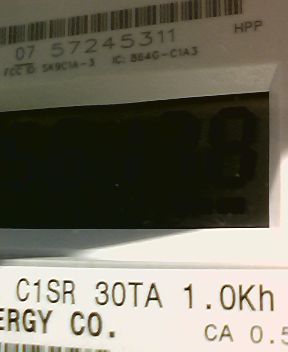 HPP
07 57245311
FCC ID: SK9C1A-3 IC: 864G-C1A3
C1SR 30TA 1.0Kh
ERGY CO.
CA 0.5